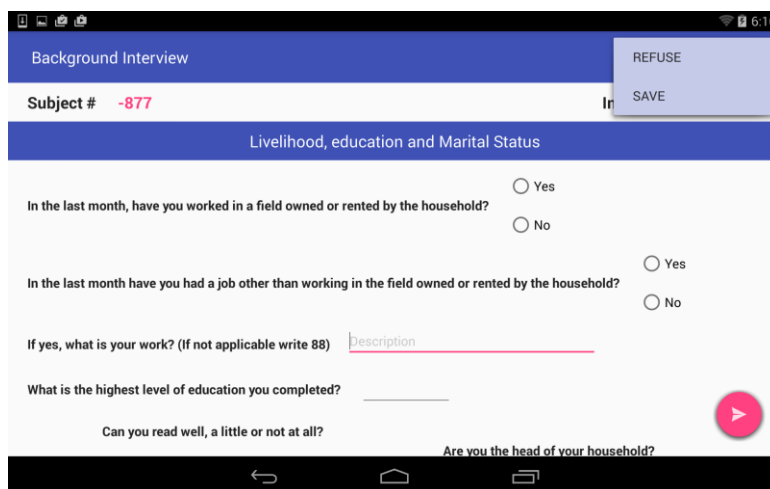 6:1
Background Interview
REFUSE
Subject # -877
In
SAVE
Livelihood, education and Marital Status
Yes
In the last month, have you worked in a field owned or rented by the household?
No
Yes
In the last month have you had a job other than working in the field owned or rented by the household?
No
If yes, what is your work? (If not applicable write 88) Description
What is the highest level of education you completed?
Can you read well, a little or not at all?
Are you the head of your household?